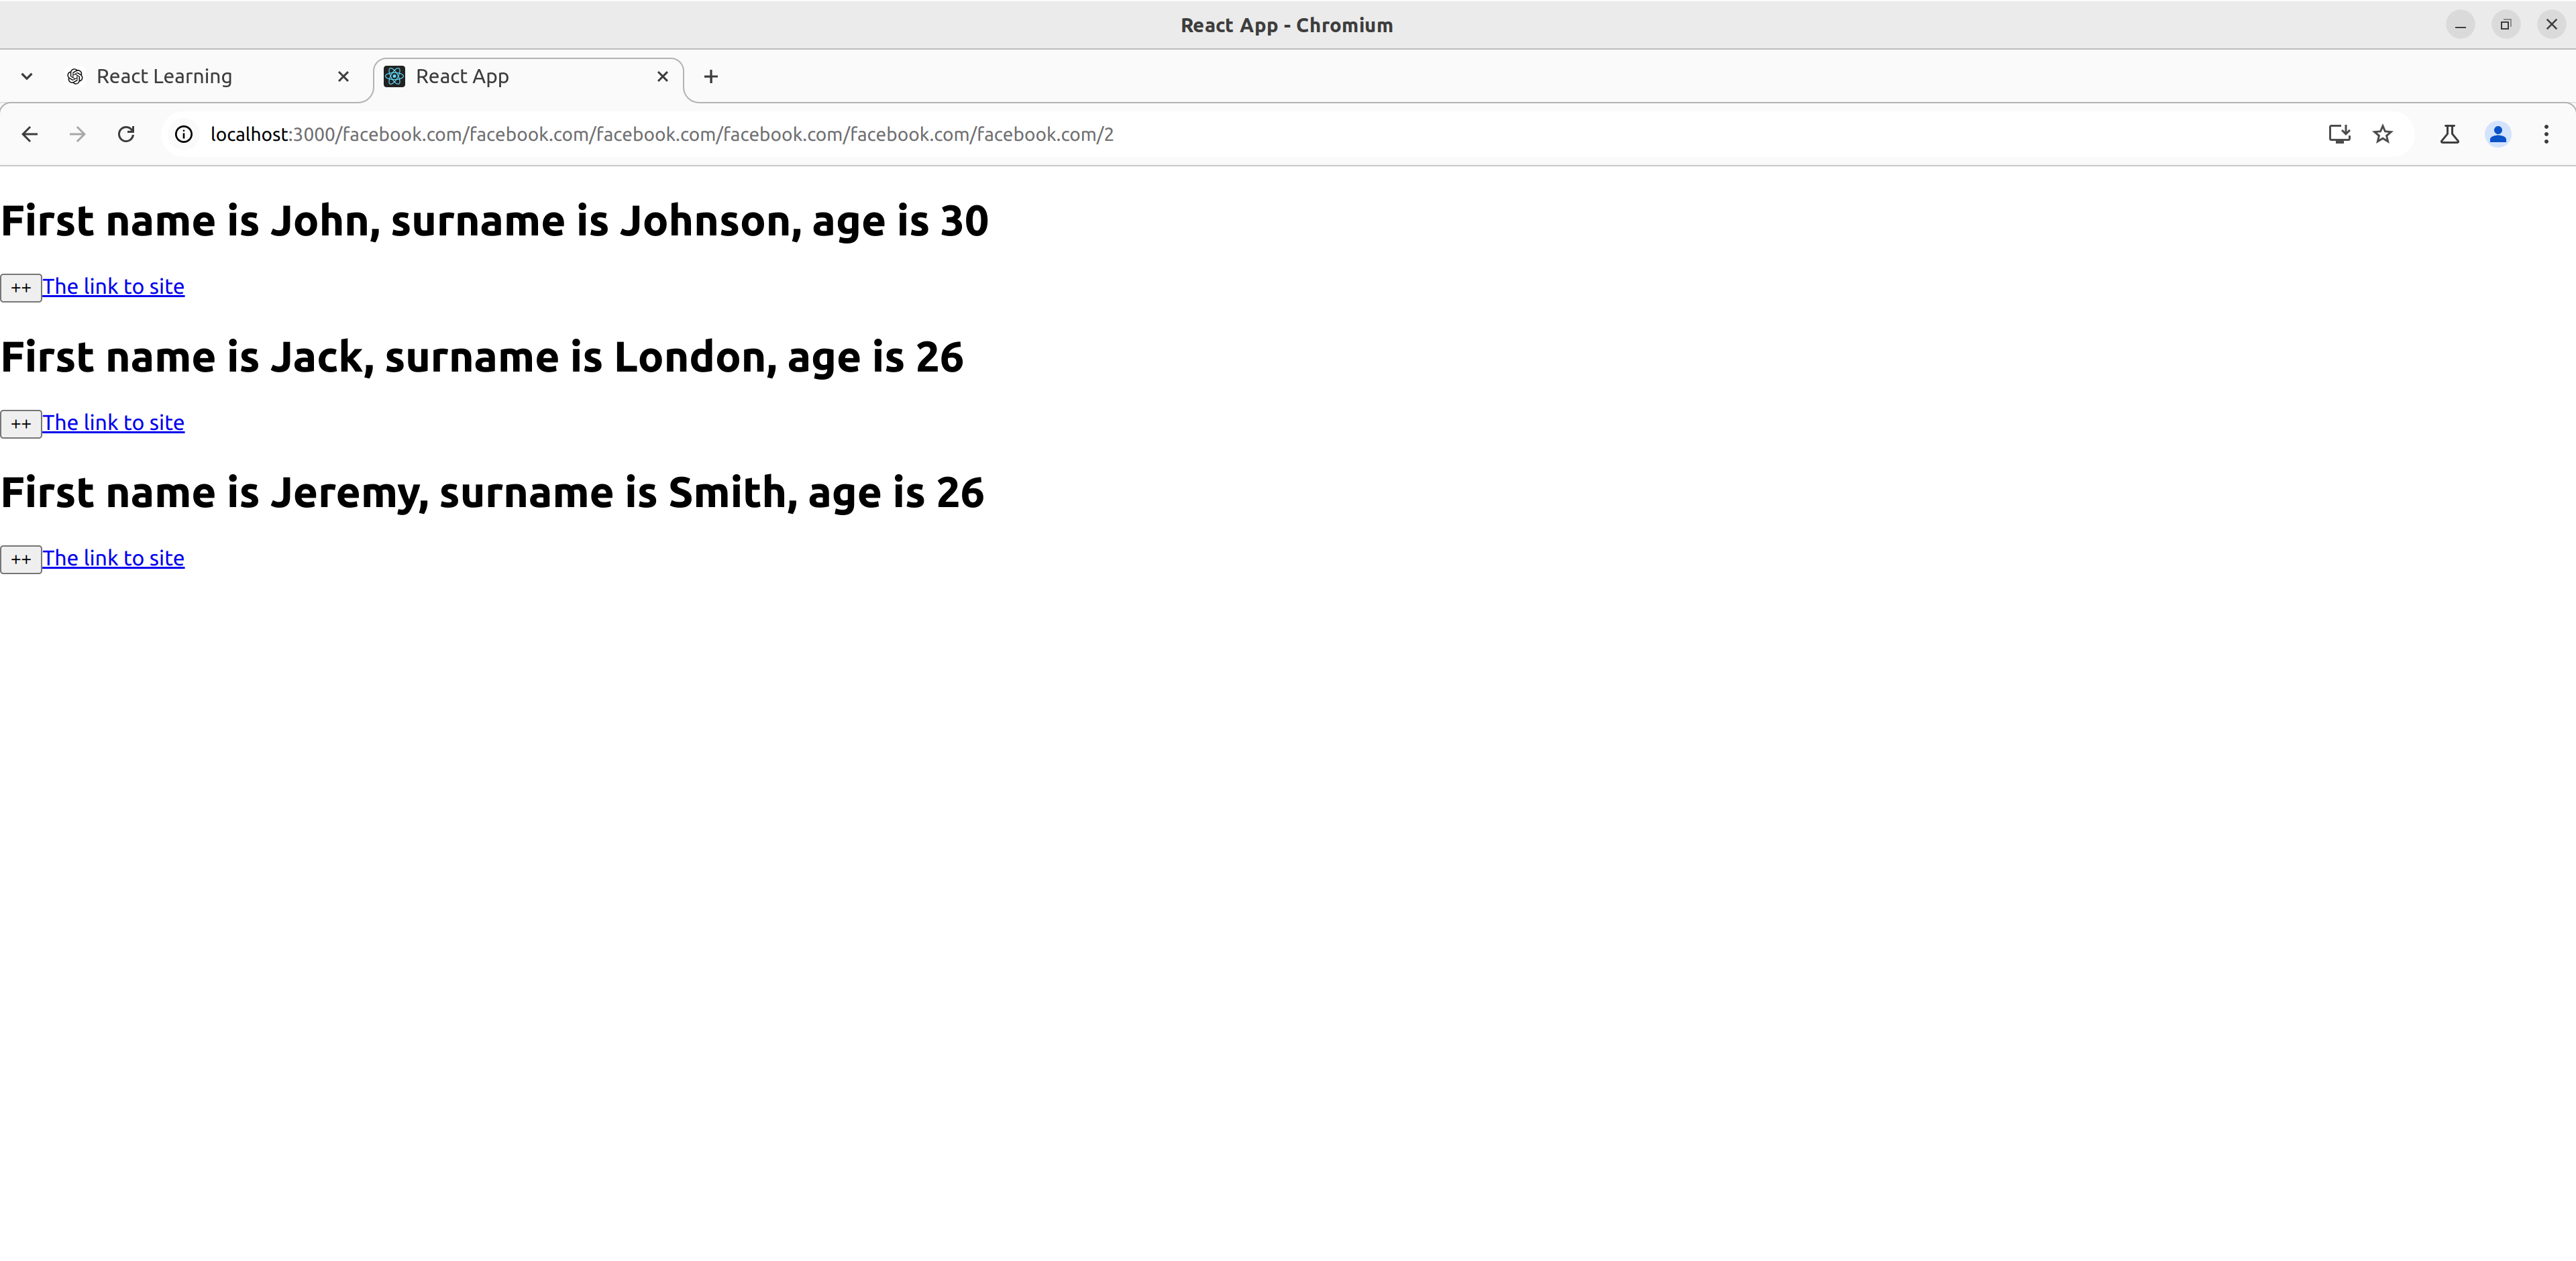 React App - Chromium
React Learning
React App
localhost:3000/facebook.com/facebook.com/facebook.com/facebook.com/facebook.com/facebook.com/2
First name is John, surname is Johnson, age is 30
++The link to site
First name is Jack, surname is London, age is 26
++The link to site
First name is Jeremy, surname is Smith, age is 26
++The link to site